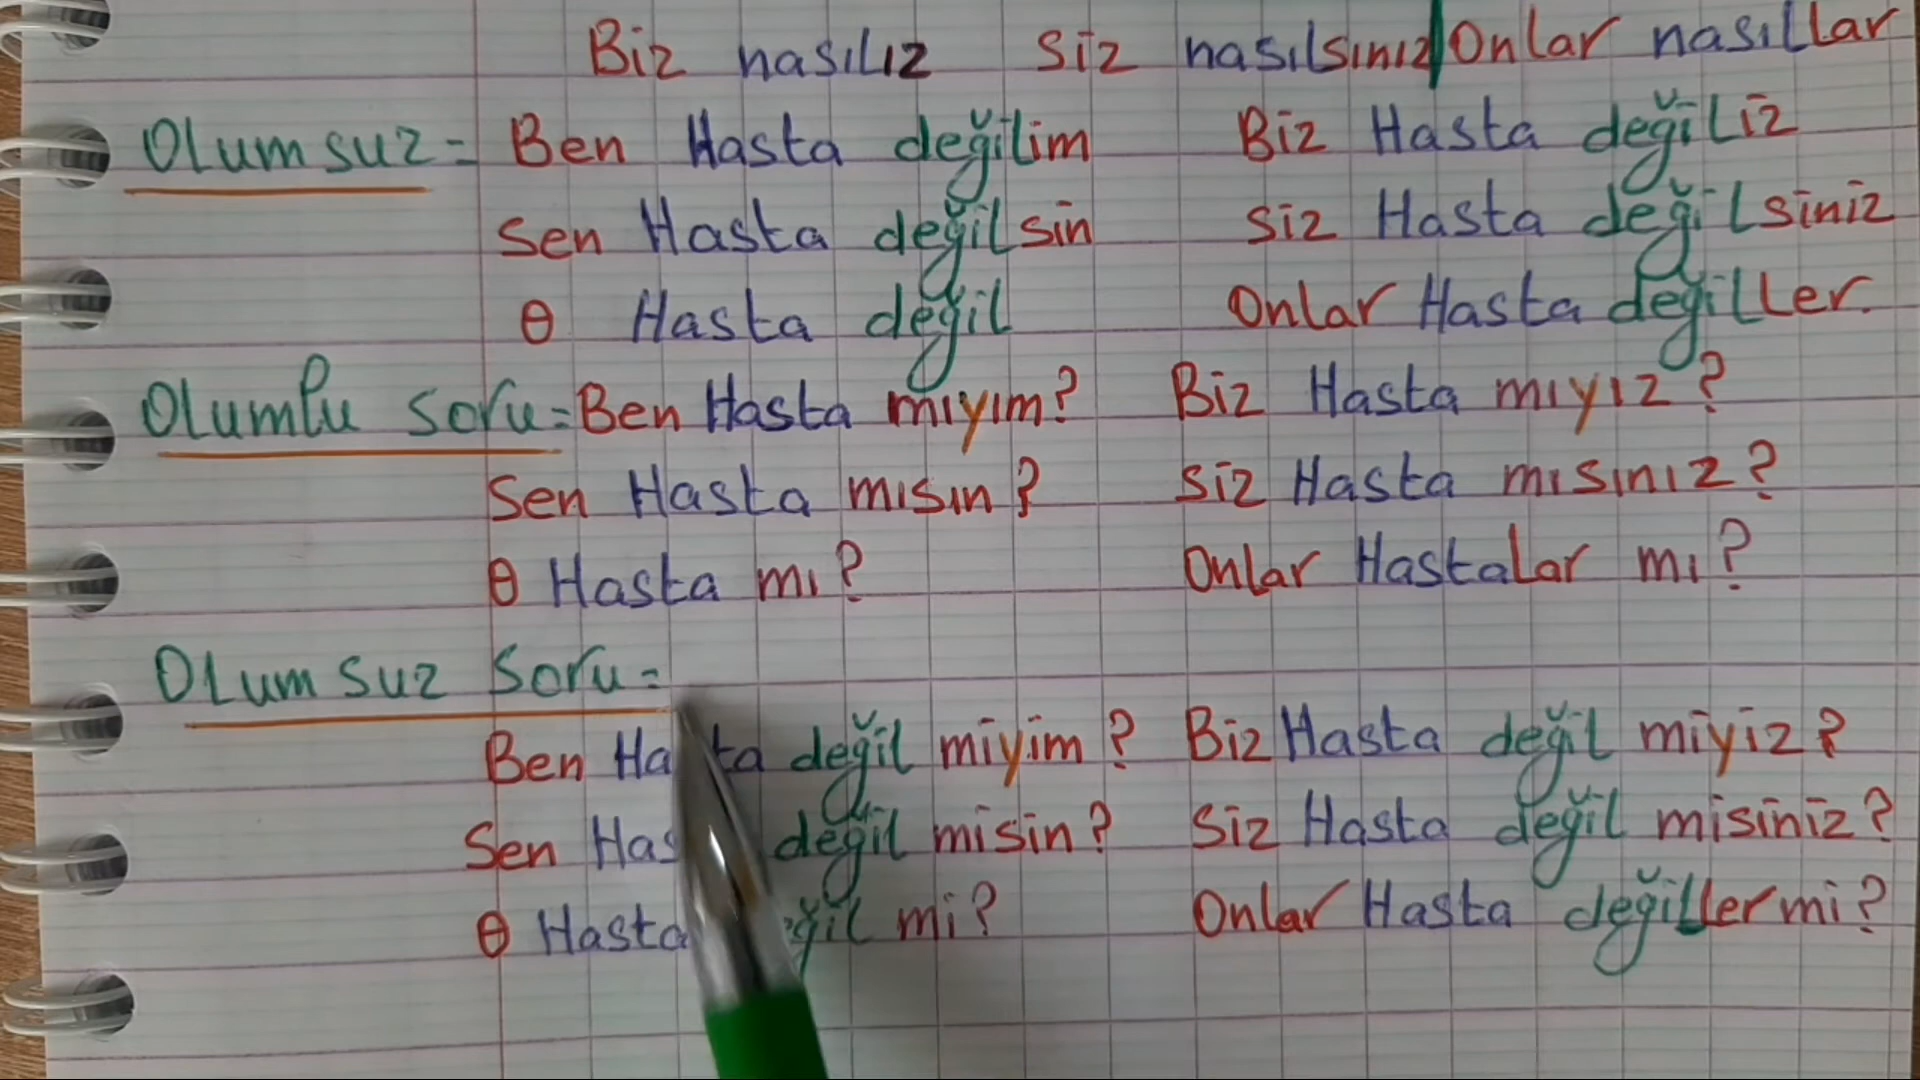 Biz nasılız siz nasılsınız Onlar nasıllar
Olumsuz = Ben Hasta değilim Biz Hasta değiliz
Sen Hasta değilsin Siz Hasta değilsiniz
O Hasta değil Onlar Hasta değiller.
Olumlu soru = Ben Hasta mıyım? Biz Hasta mıyız?
Sen Hasta mısın? Siz Hasta mısınız?
O Hasta mı? Onlar Hastalar mı?
Olumsuz Soru =
Ben değil miyim? Biz Hasta değil miyiz?
Sen değil misin? Siz Hasta değil misiniz?
O Hasta mi? Onlar Hasta değiller mi?